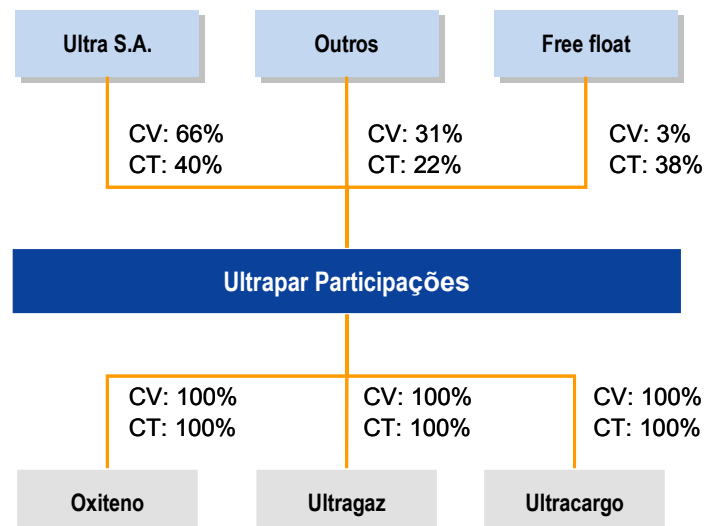 Ultra S.A.
Outros
Free float
CV: 66%
CT: 40%
CV: 31%
CT: 22%
CV: 3%
CT: 38%
Ultrapar Participações
CV: 100%
CT: 100%
CV: 100%
CT: 100%
CV: 100%
CT: 100%
Oxiteno
Ultragaz
Ultracargo